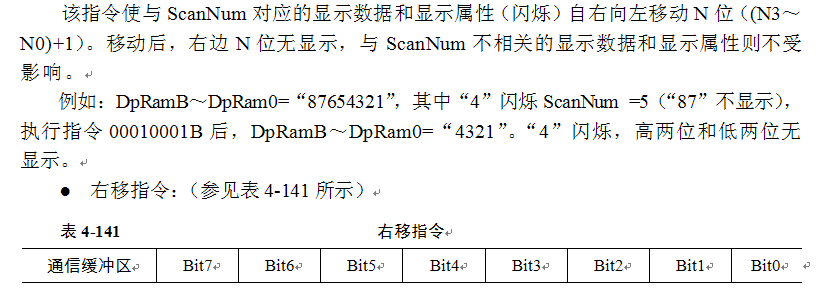 该指令使与 ScanNum 对应的显示数据和显示属性（闪烁）自右向左移动 N 位（(N3～
N0)+1）。移动后，右边 N 位无显示，与 ScanNum 不相关的显示数据和显示属性则不受
影响。
例如：DpRamB～DpRam0=“87654321”，其中“4”闪烁 ScanNum =5（“87”不显示），
执行指令 00010001B 后，DpRamB～DpRam0=“4321”。“4”闪烁，高两位和低两位无
显示。
● 右移指令：（参见表 4-141 所示）
表 4-141 右移指令
通信缓冲区 Bit7 Bit6 Bit5 Bit4 Bit3 Bit2 Bit1 Bit0